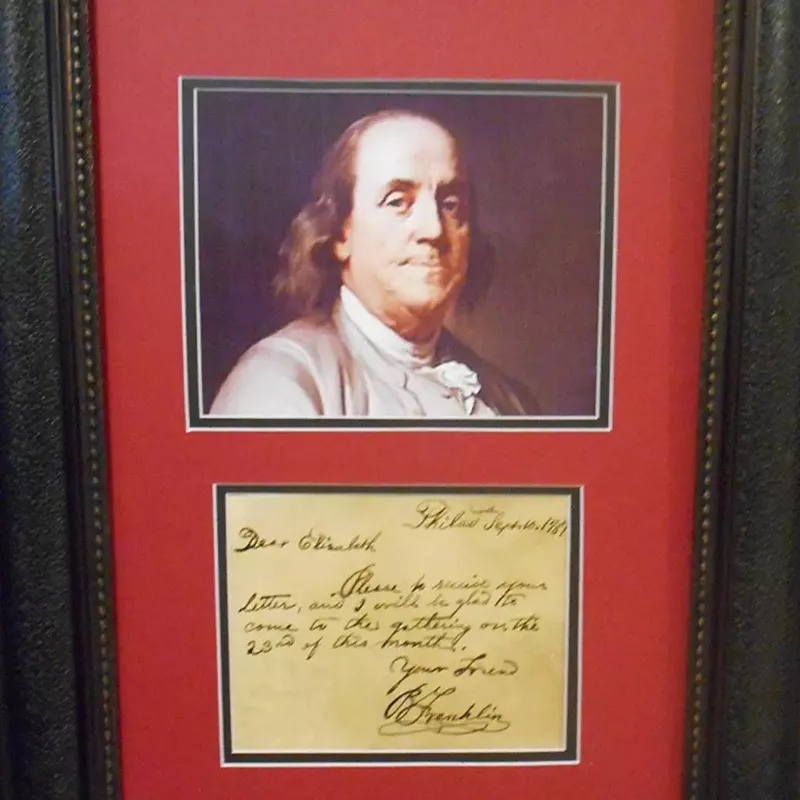 Philad Sept. 10. 1787
Dear Elizabeth
Please to receive your
letter, and I will be glad to
come to the gathering on the
23rd of this month.
Your Friend
B Franklin